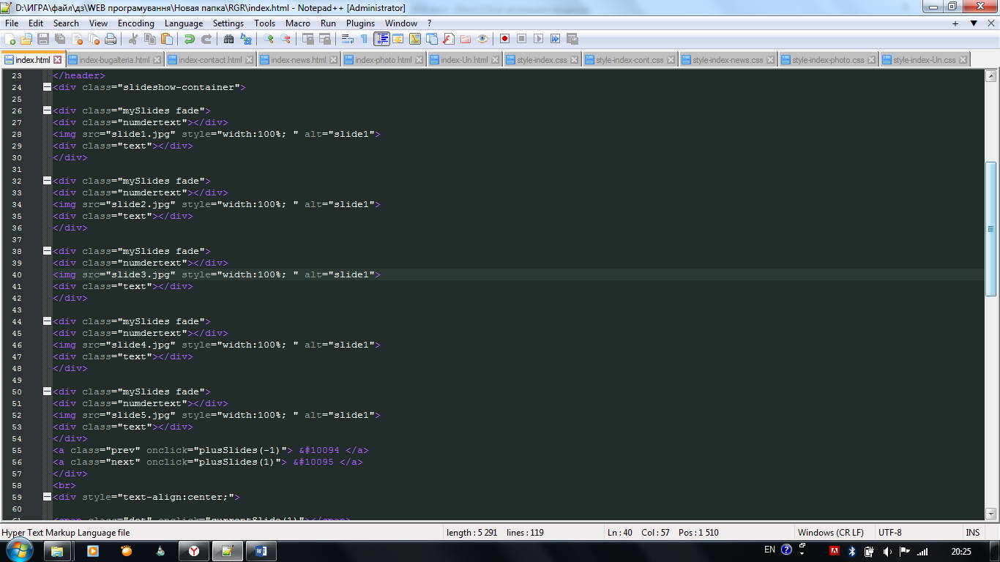 D:\ИГРА\файл\дз\WEB програмування\Новая папка\RGR\index.html - Notepad++ [Administrator]
File Edit Search View Encoding Language Settings Tools Macro Run Plugins Window ? + ▼ X
index.html index-bugalteria.html index-contact.html index-news.html index-photo.html index-Un.html style-index.css style-index-cont.css style-index-news.css style-index-photo.css style-index-Un.css
23 </header>
24 <div class="slideshow-container">
25
26 <div class="mySlides fade">
27 <div class="numdertext"></div>
28 <img src="slide1.jpg" style="width:100%; " alt="slide1">
29 <div class="text"></div>
30 </div>
31
32 <div class="mySlides fade">
33 <div class="numdertext"></div>
34 <img src="slide2.jpg" style="width:100%; " alt="slide1">
35 <div class="text"></div>
36 </div>
37
38 <div class="mySlides fade">
39 <div class="numdertext"></div>
40 <img src="slide3.jpg" style="width:100%; " alt="slide1">
41 <div class="text"></div>
42 </div>
43
44 <div class="mySlides fade">
45 <div class="numdertext"></div>
46 <img src="slide4.jpg" style="width:100%; " alt="slide1">
47 <div class="text"></div>
48 </div>
49
50 <div class="mySlides fade">
51 <div class="numdertext"></div>
52 <img src="slide5.jpg" style="width:100%; " alt="slide1">
53 <div class="text"></div>
54 </div>
55 <a class="prev" onclick="plusSlides(-1)"> &#10094 </a>
56 <a class="next" onclick="plusSlides(1)"> &#10095 </a>
57 </div>
58 <br>
59 <div style="text-align:center;">
60
61 <span class="dot" onclick="currentSlide(1)"></span>
Hyper Text Markup Language file length : 5 291 lines : 119 Ln : 40 Col : 57 Pos : 1 510 Windows (CR LF) UTF-8 INS
EN 20:25